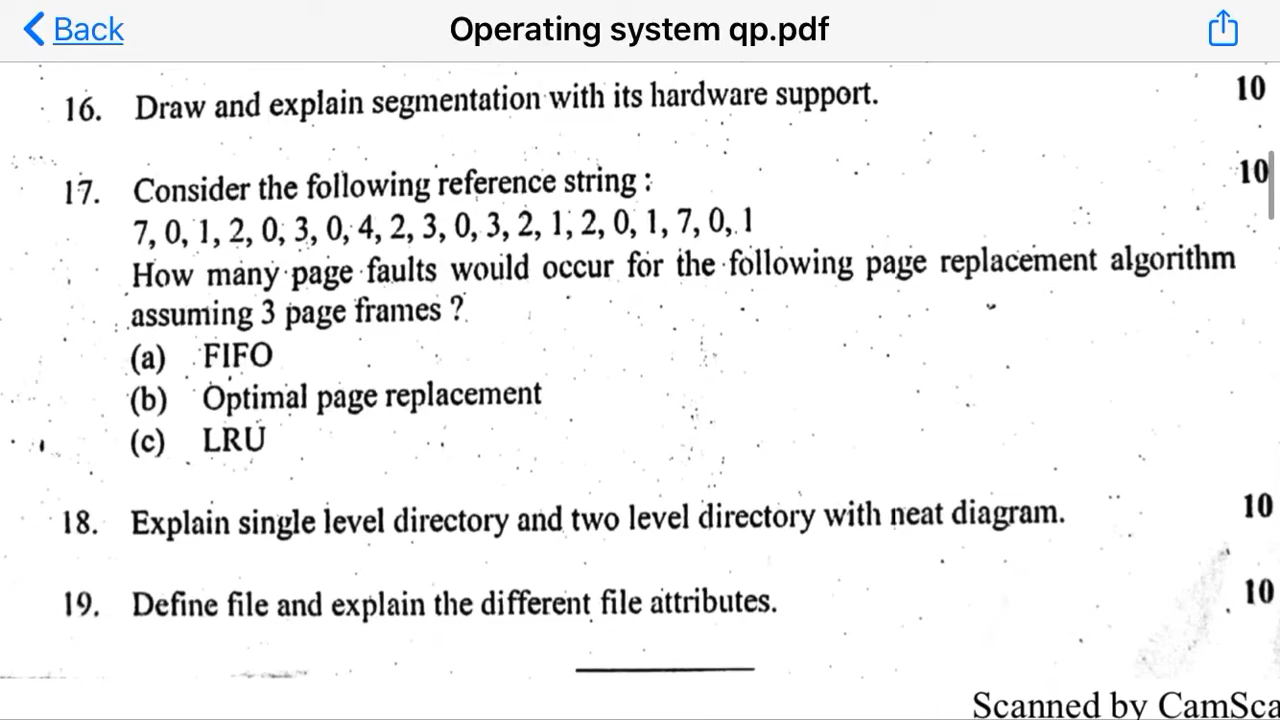 Back Operating system qp.pdf
16. Draw and explain segmentation with its hardware support. 10
17. Consider the following reference string : 10
7, 0, 1, 2, 0, 3, 0, 4, 2, 3, 0, 3, 2, 1, 2, 0, 1, 7, 0, 1
How many page faults would occur for the following page replacement algorithm
assuming 3 page frames ?
(a) FIFO
(b) Optimal page replacement
(c) LRU
18. Explain single level directory and two level directory with neat diagram. 10
19. Define file and explain the different file attributes. 10
Scanned by CamSca